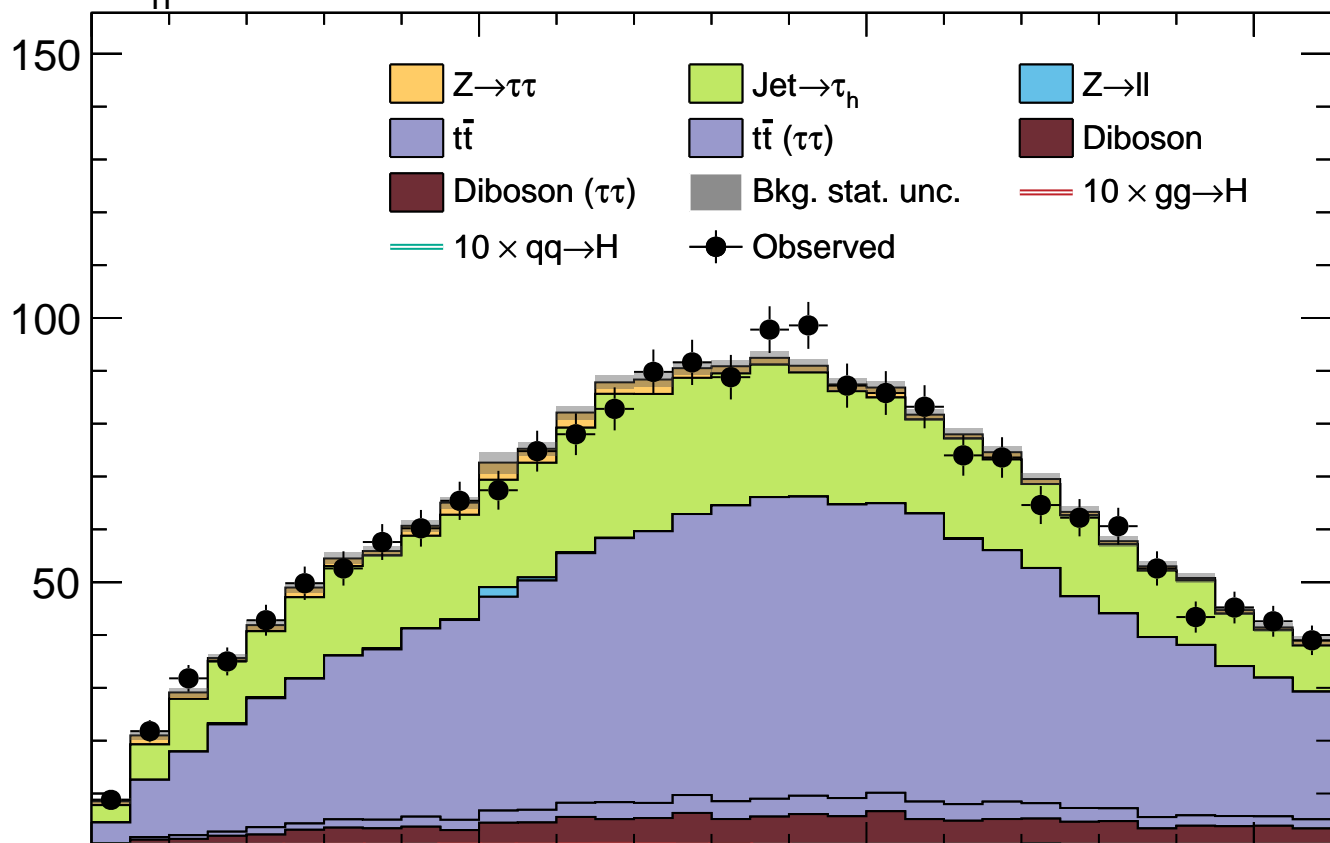 150
Z→ττ Jet→τh Z→ll
tt̄ tt̄ (ττ) Diboson
Diboson (ττ) Bkg. stat. unc. 10 × gg→H
10 × qq→H Observed
100
50